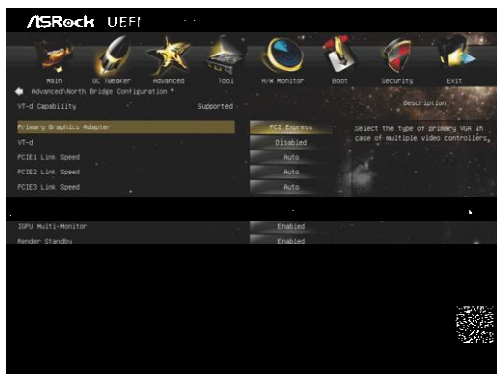 ASRock UEFI
Main OC Tweaker Advanced Tool H/W Monitor Boot Security Exit
Advanced\North Bridge Configuration
VT-d Capability Supported
Description
Primary Graphics Adapter PCI Express
Select the type of primary VGA in
case of multiple video controllers.
VT-d Disabled
PCIE1 Link Speed Auto
PCIE2 Link Speed Auto
PCIE3 Link Speed Auto
IGPU Multi-Monitor Enabled
Render Standby Enabled